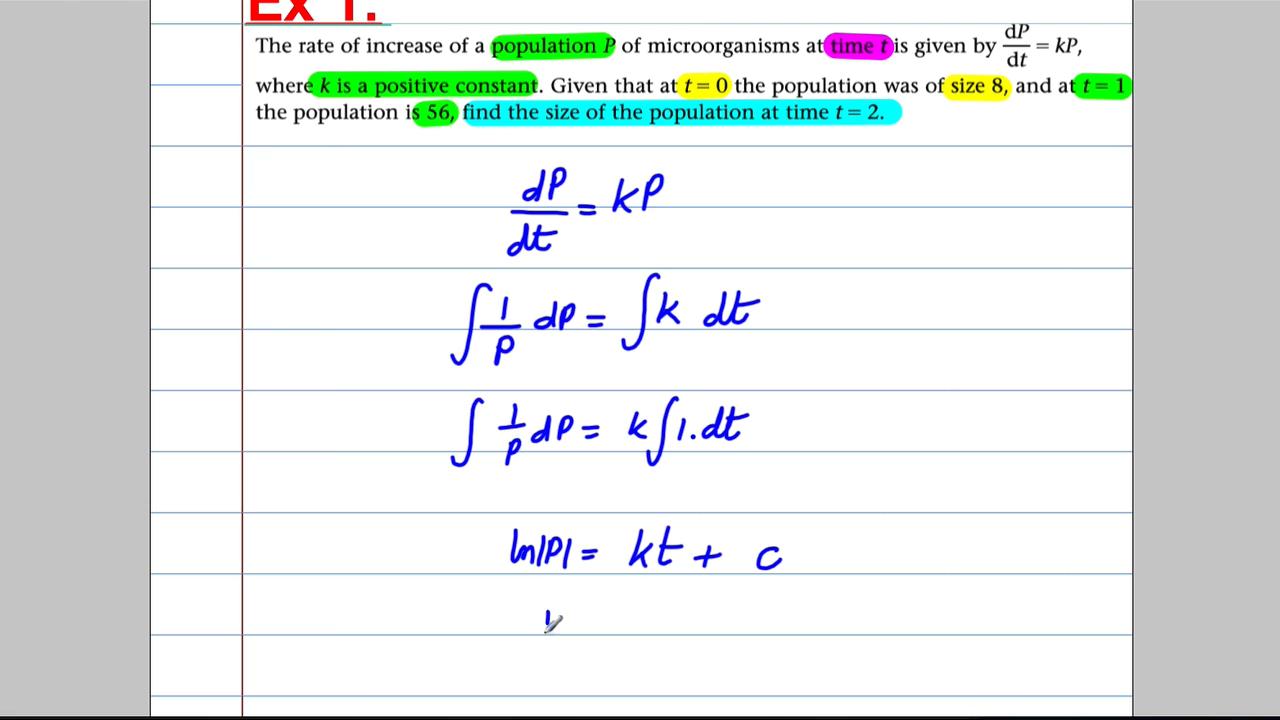 Ex 1.
The rate of increase of a population P of microorganisms at time t is given by dP/dt = kP,
where k is a positive constant. Given that at t = 0 the population was of size 8, and at t = 1
the population is 56, find the size of the population at time t = 2.
dP/dt = kP
∫ 1/P dP = ∫ k dt
∫ 1/P dP = k ∫ 1. dt
ln|P| = kt + c